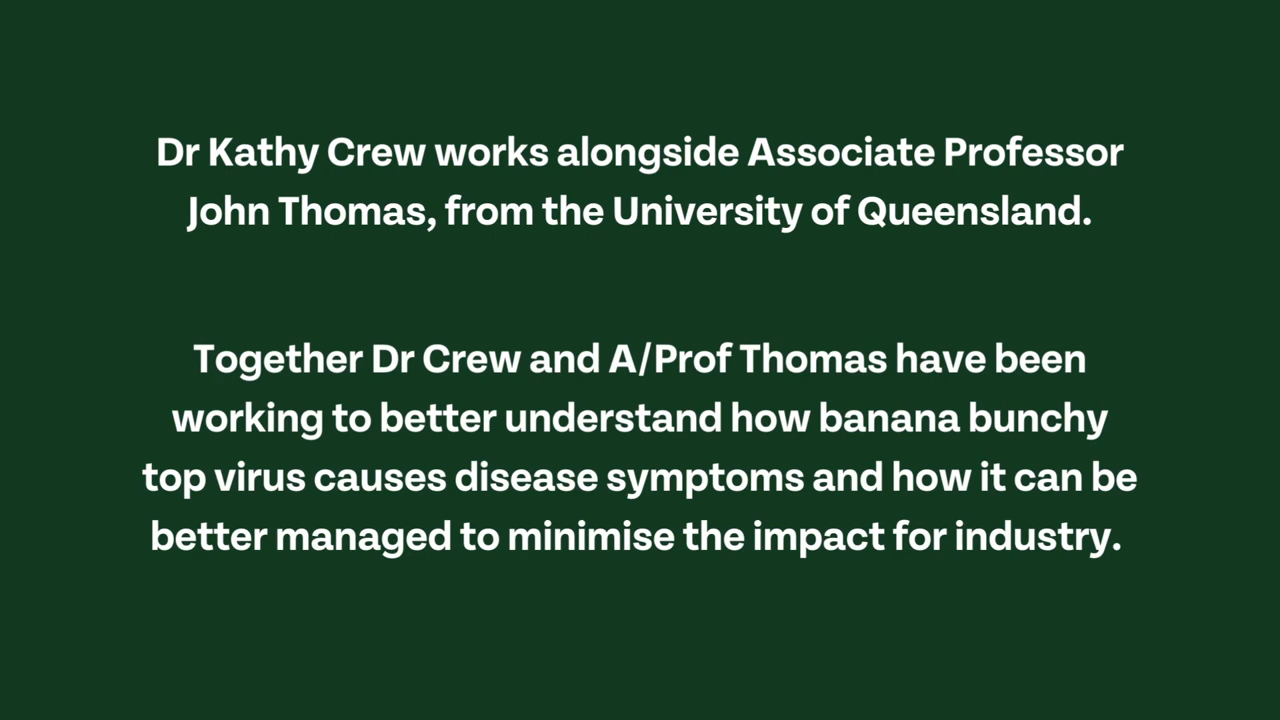 Dr Kathy Crew works alongside Associate Professor
John Thomas, from the University of Queensland.
Together Dr Crew and A/Prof Thomas have been
working to better understand how banana bunchy
top virus causes disease symptoms and how it can be
better managed to minimise the impact for industry.